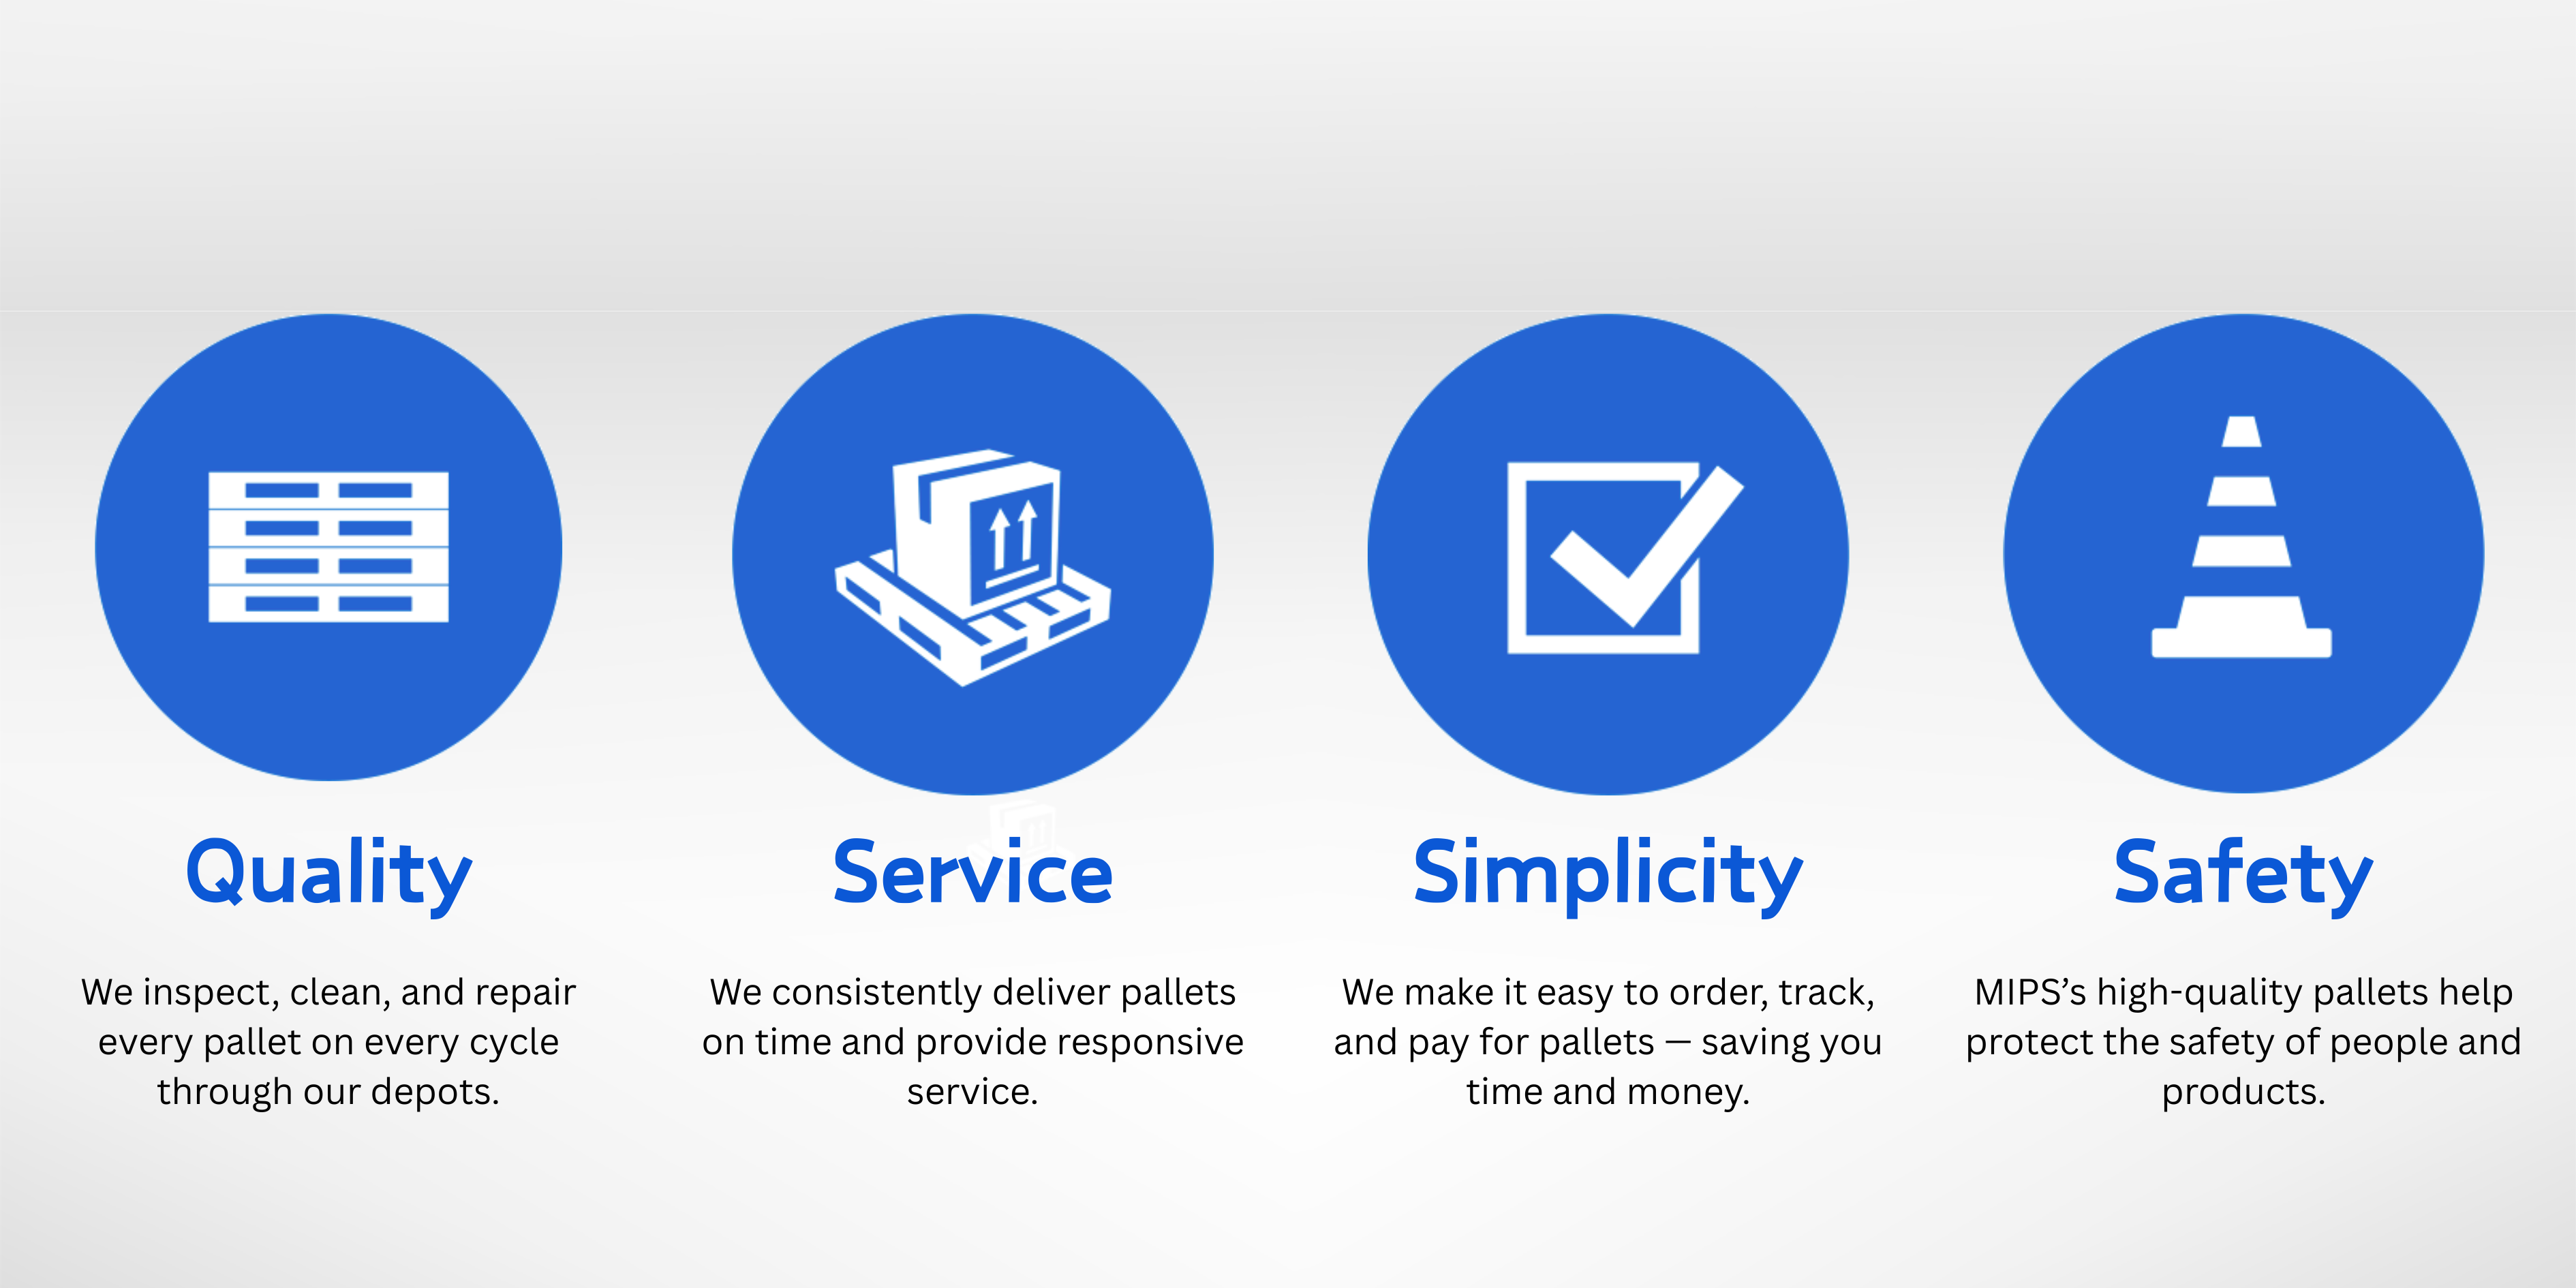 Quality
We inspect, clean, and repair
every pallet on every cycle
through our depots.
Service
We consistently deliver pallets
on time and provide responsive
service.
Simplicity
We make it easy to order, track,
and pay for pallets — saving you
time and money.
Safety
MIPS’s high-quality pallets help
protect the safety of people and
products.